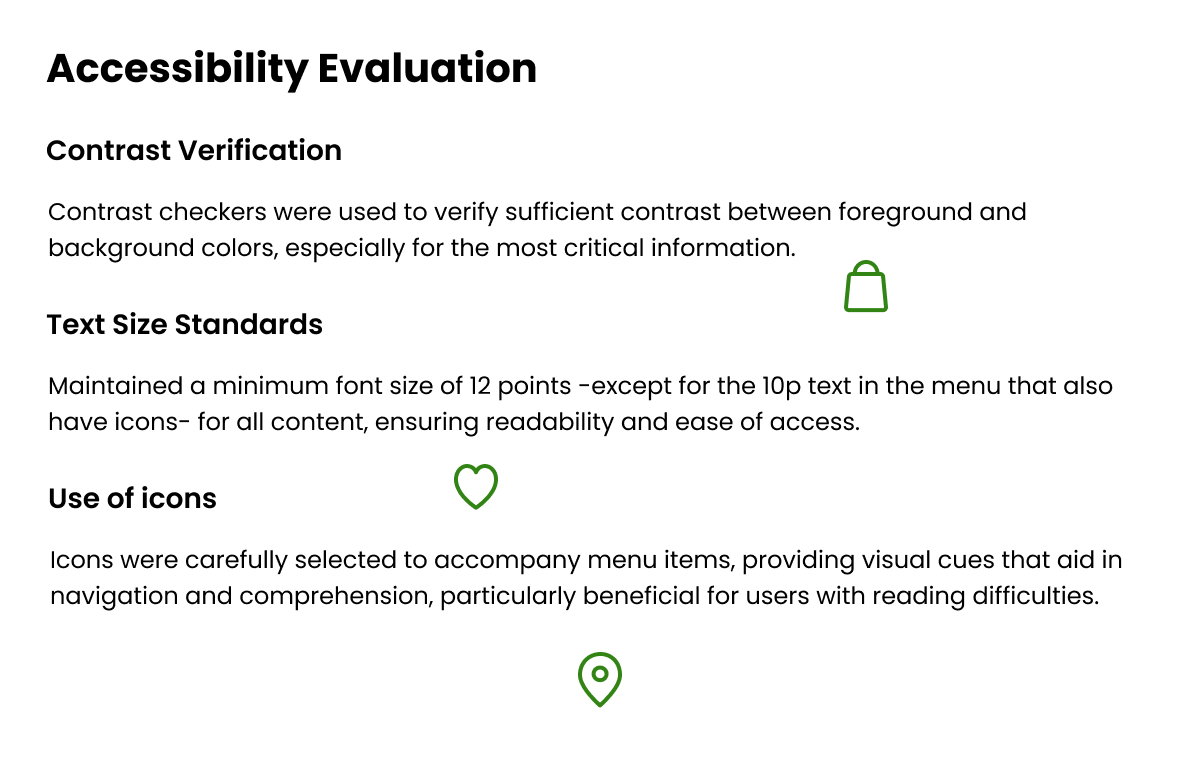 Accessibility Evaluation
Contrast Verification
Contrast checkers were used to verify sufficient contrast between foreground and
background colors, especially for the most critical information.
Text Size Standards
Maintained a minimum font size of 12 points -except for the 10p text in the menu that also
have icons- for all content, ensuring readability and ease of access.
Use of icons
Icons were carefully selected to accompany menu items, providing visual cues that aid in
navigation and comprehension, particularly beneficial for users with reading difficulties.